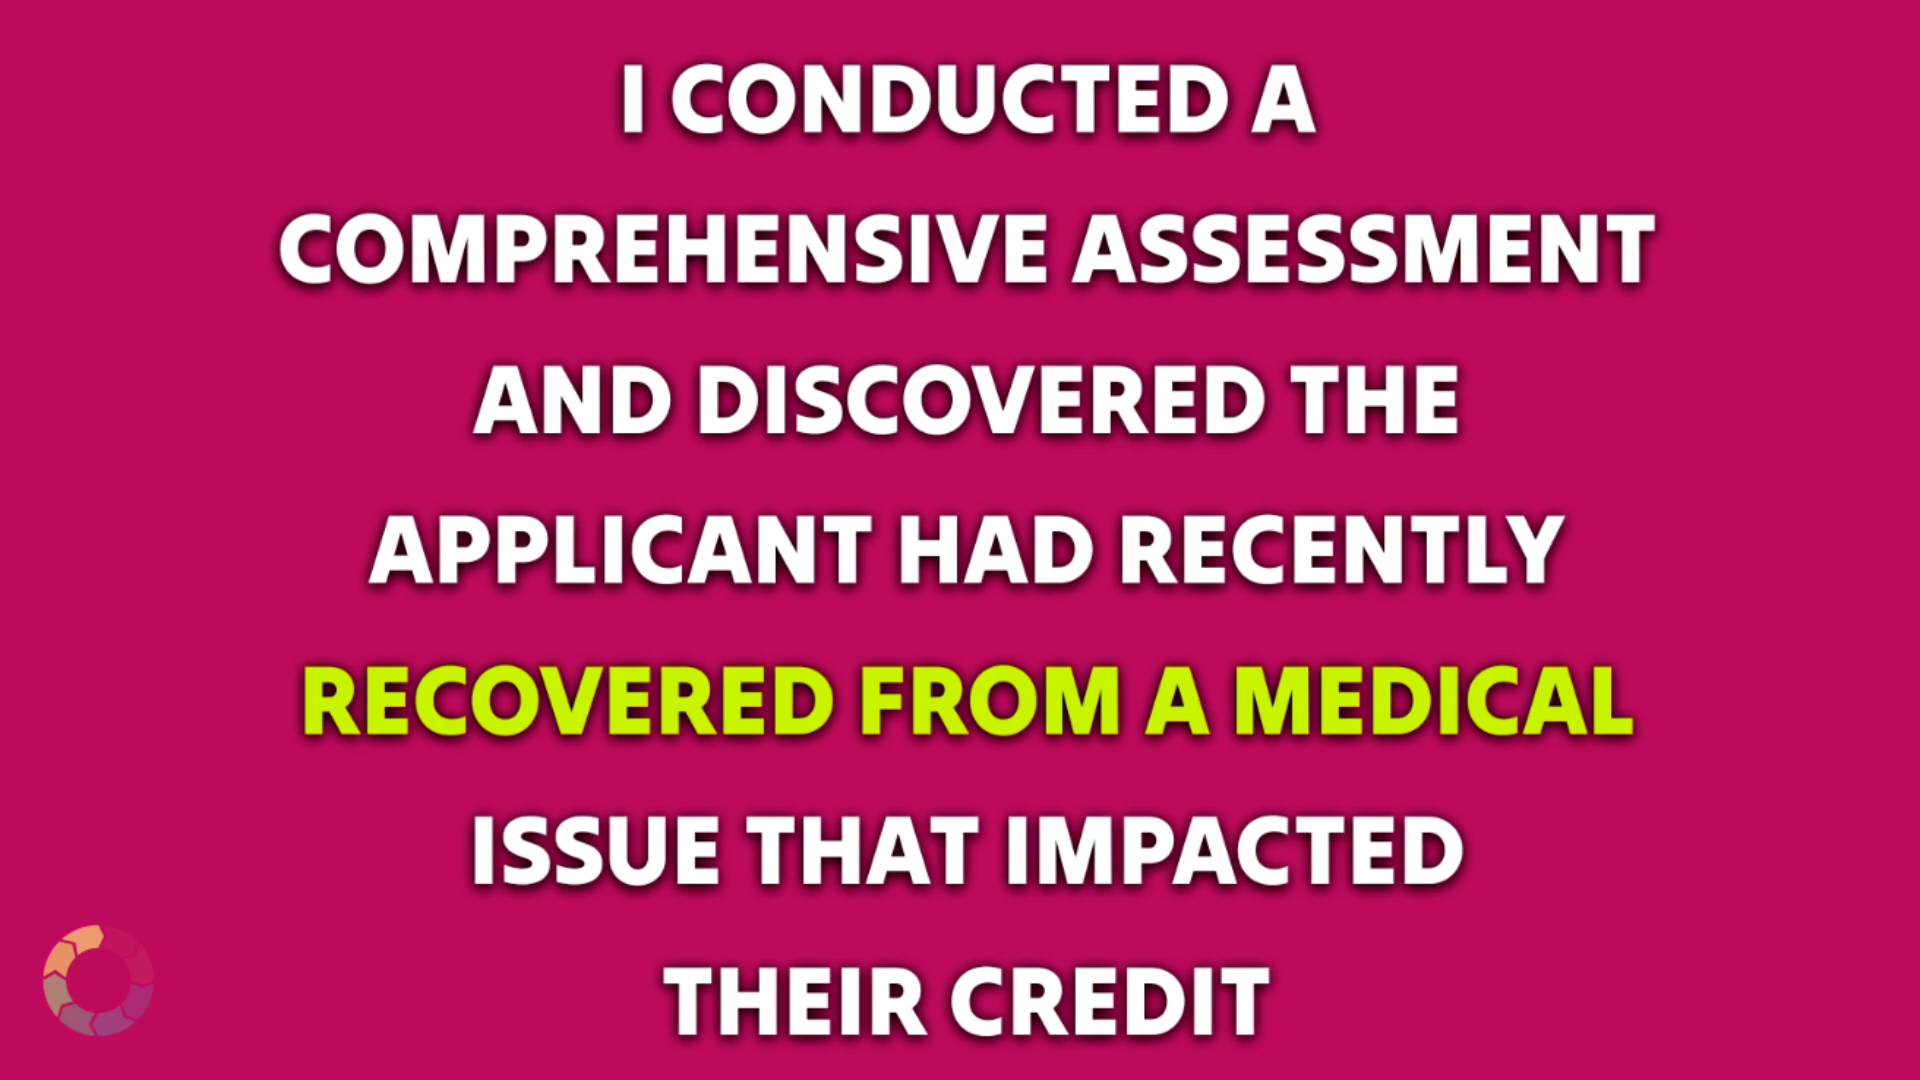 I CONDUCTED A
COMPREHENSIVE ASSESSMENT
AND DISCOVERED THE
APPLICANT HAD RECENTLY
RECOVERED FROM A MEDICAL
ISSUE THAT IMPACTED
THEIR CREDIT